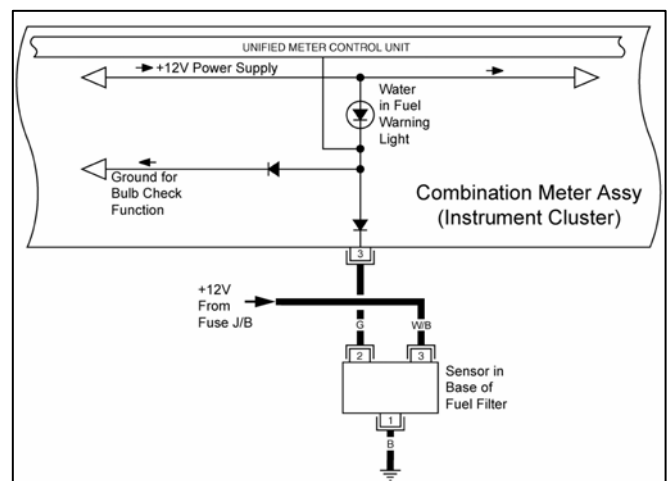 UNIFIED METER CONTROL UNIT
+12V Power Supply
Water
in Fuel
Warning
Light
Ground for
Bulb Check
Function
Combination Meter Assy
(Instrument Cluster)
3
+12V
From
Fuse J/B
G
W/B
2
3
Sensor in
Base of
Fuel Filter
1
B